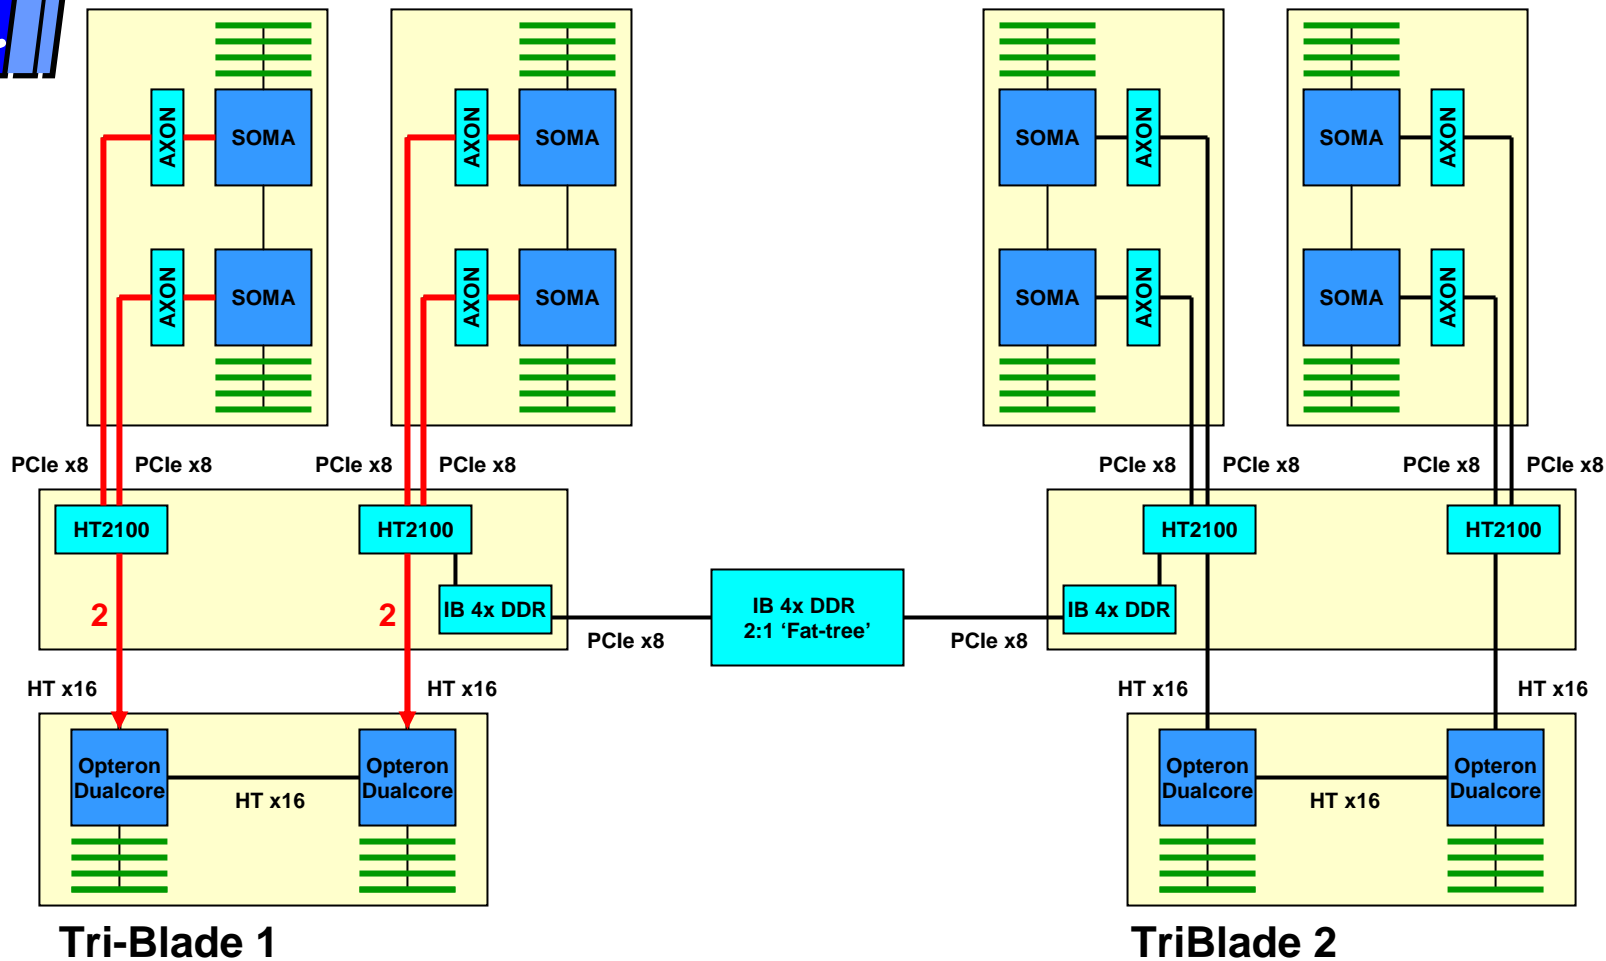 AXON SOMA AXON SOMA SOMA AXON SOMA AXON
AXON SOMA AXON SOMA SOMA AXON SOMA AXON
PCIe x8 PCIe x8 PCIe x8 PCIe x8 PCIe x8 PCIe x8 PCIe x8 PCIe x8
HT2100 HT2100 HT2100 HT2100
2 2 IB 4x DDR IB 4x DDR IB 4x DDR
2:1 ‘Fat-tree’
PCIe x8 PCIe x8
HT x16 HT x16 HT x16 HT x16
Opteron Opteron Opteron Opteron
Dualcore Dualcore Dualcore Dualcore
HT x16 HT x16
Tri-Blade 1 TriBlade 2